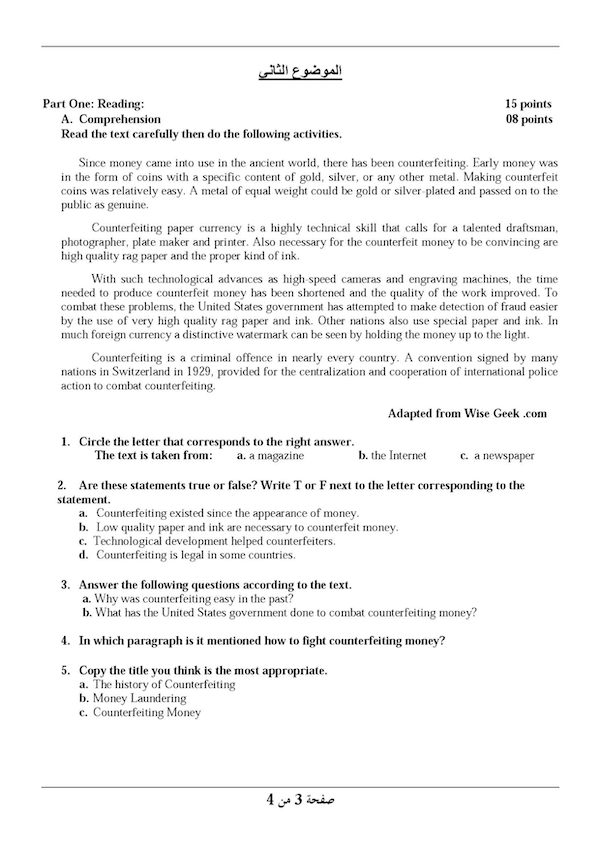 الموضوع الثاني
Part One: Reading: 15 points
A. Comprehension 08 points
Read the text carefully then do the following activities.
Since money came into use in the ancient world, there has been counterfeiting. Early money was
in the form of coins with a specific content of gold, silver, or any other metal. Making counterfeit
coins was relatively easy. A metal of equal weight could be gold or silver-plated and passed on to the
public as genuine.
Counterfeiting paper currency is a highly technical skill that calls for a talented draftsman,
photographer, plate maker and printer. Also necessary for the counterfeit money to be convincing are
high quality rag paper and the proper kind of ink.
With such technological advances as high-speed cameras and engraving machines, the time
needed to produce counterfeit money has been shortened and the quality of the work improved. To
combat these problems, the United States government has attempted to make detection of fraud easier
by the use of very high quality rag paper and ink. Other nations also use special paper and ink. In
much foreign currency a distinctive watermark can be seen by holding the money up to the light.
Counterfeiting is a criminal offence in nearly every country. A convention signed by many
nations in Switzerland in 1929, provided for the centralization and cooperation of international police
action to combat counterfeiting.
Adapted from Wise Geek .com
1. Circle the letter that corresponds to the right answer.
The text is taken from: a. a magazine b. the Internet c. a newspaper
2. Are these statements true or false? Write T or F next to the letter corresponding to the
statement.
a. Counterfeiting existed since the appearance of money.
b. Low quality paper and ink are necessary to counterfeit money.
c. Technological development helped counterfeiters.
d. Counterfeiting is legal in some countries.
3. Answer the following questions according to the text.
a. Why was counterfeiting easy in the past?
b. What has the United States government done to combat counterfeiting money?
4. In which paragraph is it mentioned how to fight counterfeiting money?
5. Copy the title you think is the most appropriate.
a. The history of Counterfeiting
b. Money Laundering
c. Counterfeiting Money
صفحة 3 من 4